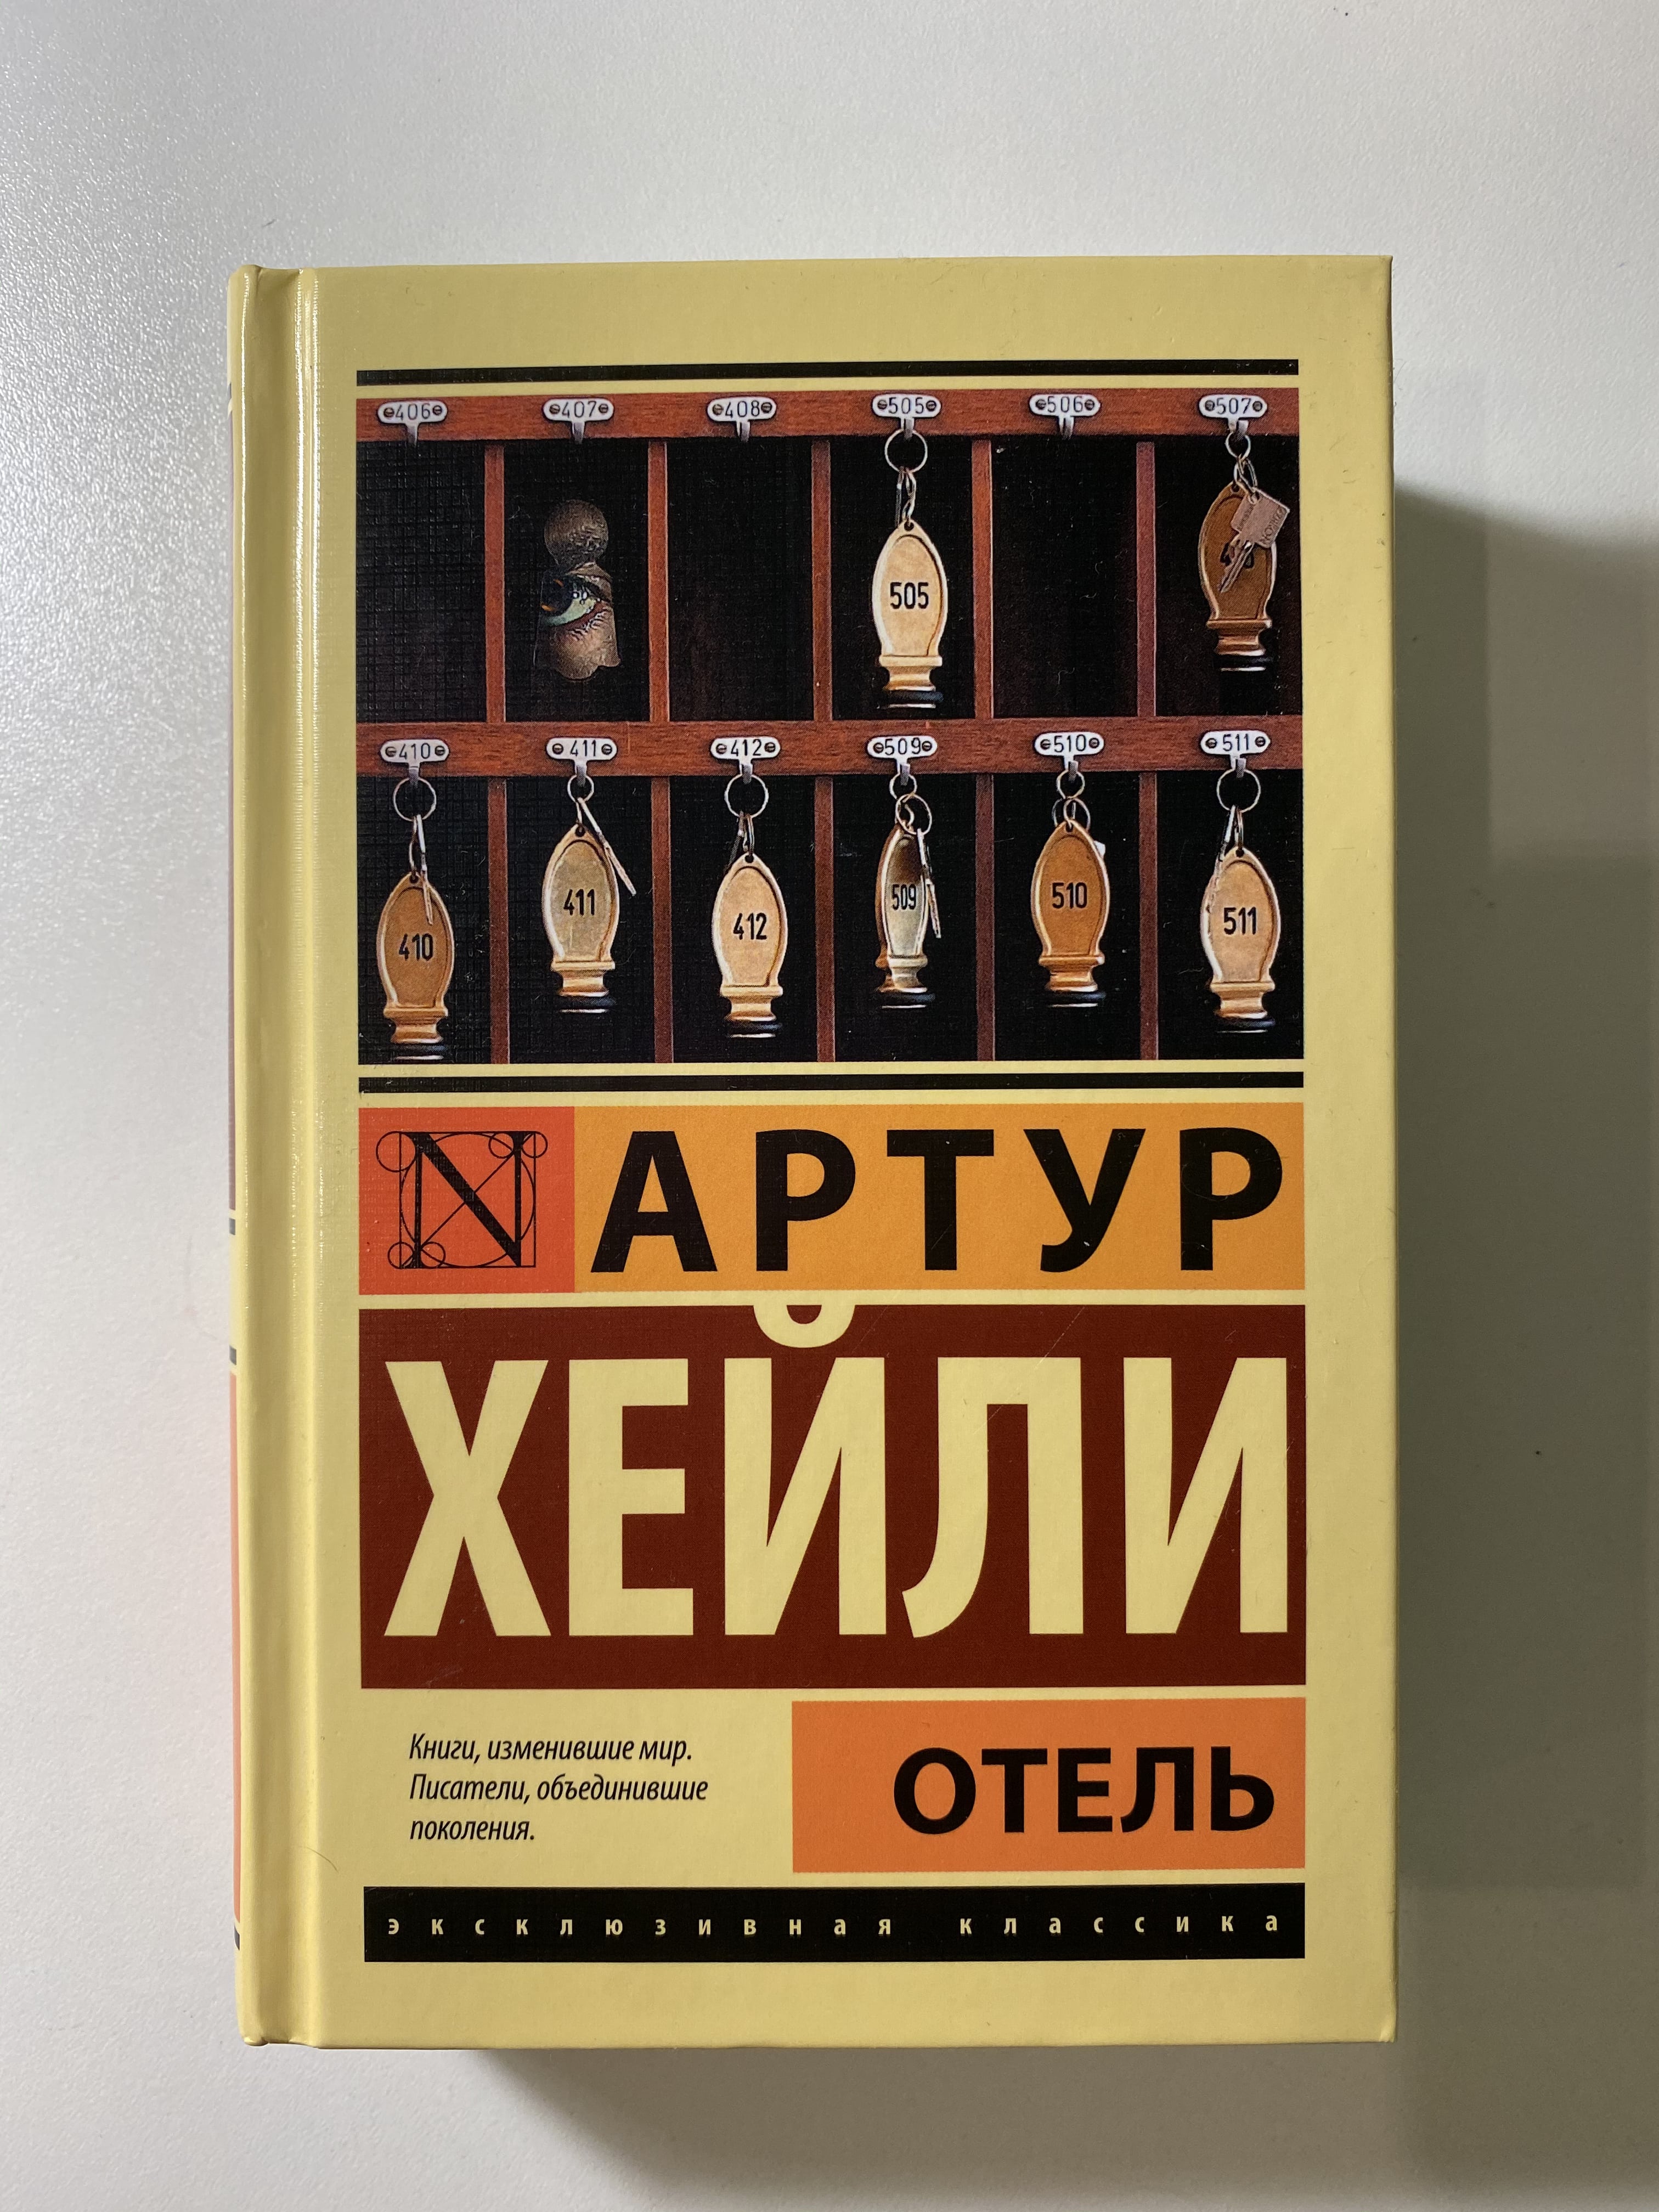 406 407 408 505 506 507
505
410 411 412 509 510 511
410 411 412 509 510 511
N АРТУР
ХЕЙЛИ
Книги, изменившие мир.
Писатели, объединившие
поколения.
ОТЕЛЬ
эксклюзивная классика